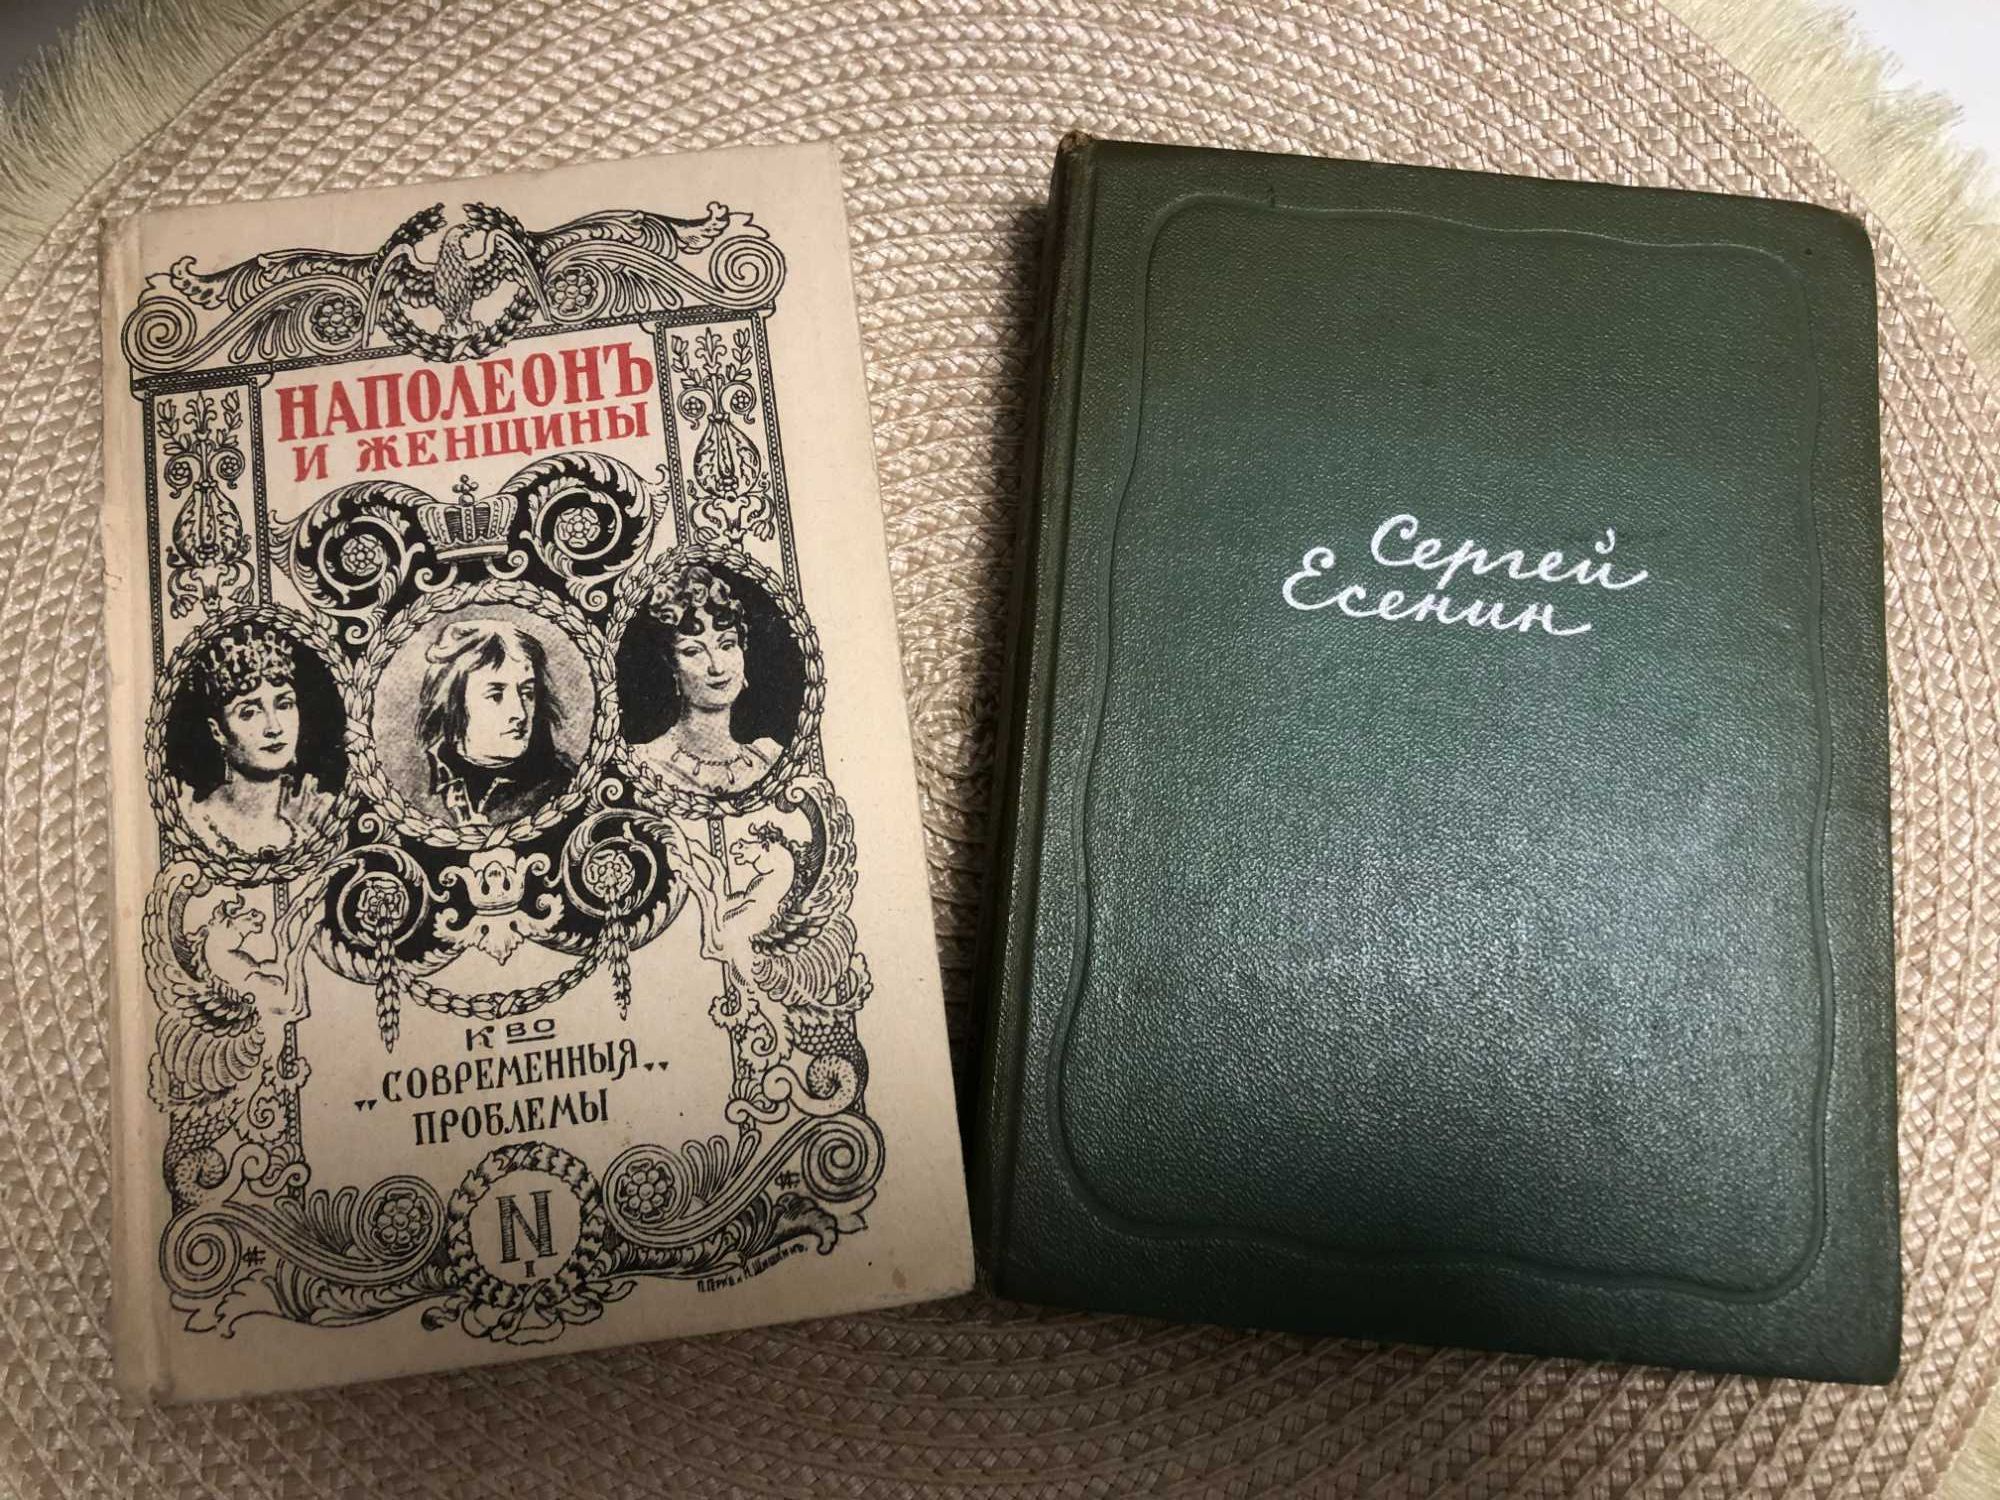 НАПОЛЕОНЪ
И ЖЕНЩИНЫ
К ВО
„СОВРЕМЕННЫЯ„
ПРОБЛЕМЫ
N
I
Сергей
Есенин